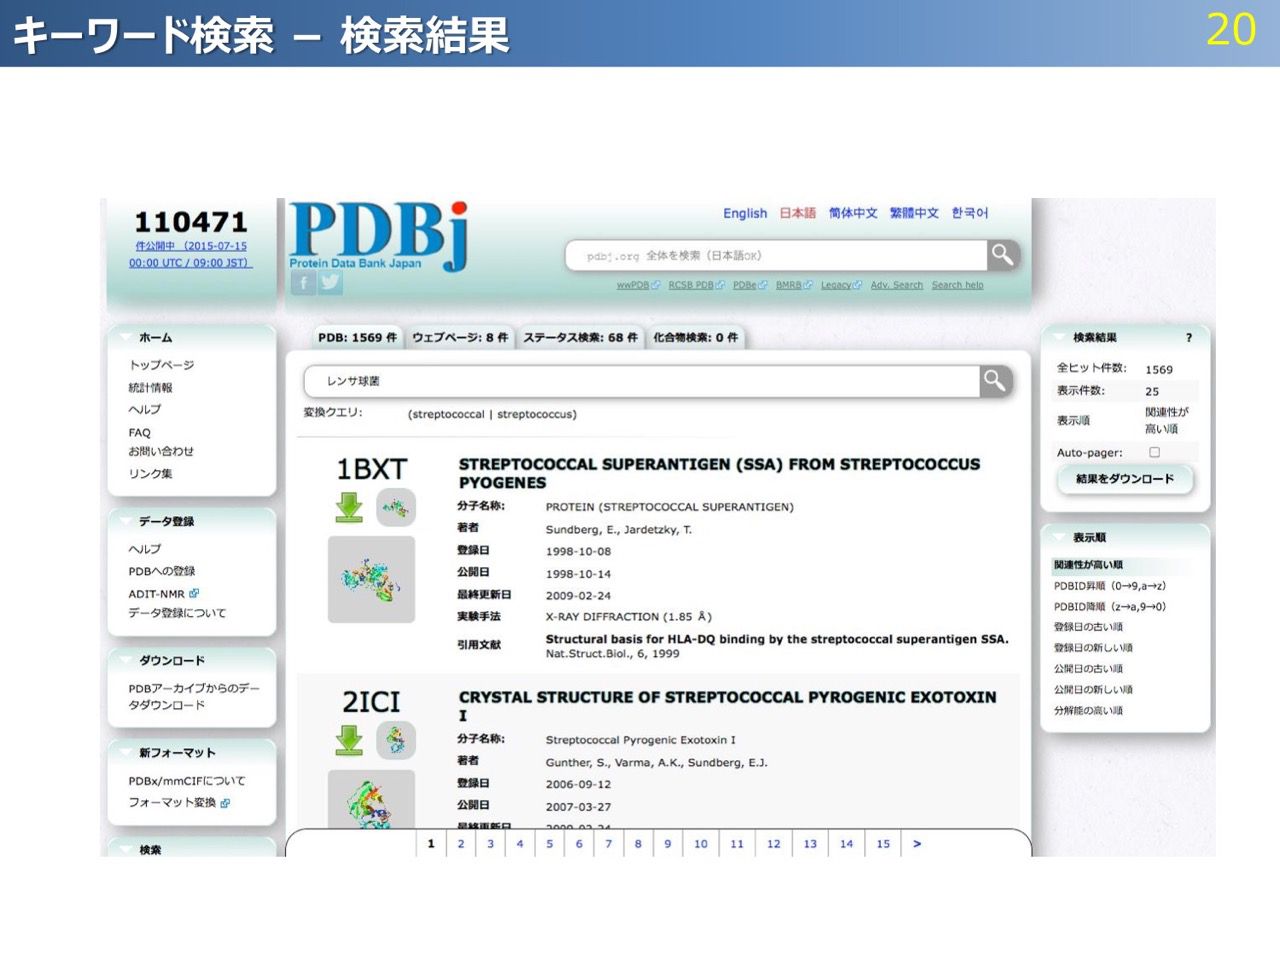 キーワード検索 – 検索結果
20
110471
件公開中 (2015-07-15
00:00 UTC / 09:00 JST)
PDBj
Protein Data Bank Japan
English 日本語 简体中文 繁體中文 한국어
pdbj.org 全体を検索（日本語OK）
wwPDB RCSB PDB PDBe BMRB Legacy Adv. Search Search help
ホーム
トップページ
統計情報
ヘルプ
FAQ
お問い合わせ
リンク集
データ登録
ヘルプ
PDBへの登録
ADIT-NMR
データ登録について
ダウンロード
PDBアーカイブからのデー
タダウンロード
新フォーマット
PDBx/mmCIFについて
フォーマット変換
検索
PDB: 1569 件 ウェブページ: 8 件 ステータス検索: 68 件 化合物検索: 0 件
レンサ球菌
変換クエリ: (streptococcal | streptococcus)
1BXT
STREPTOCOCCAL SUPERANTIGEN (SSA) FROM STREPTOCOCCUS
PYOGENES
分子名称: PROTEIN (STREPTOCOCCAL SUPERANTIGEN)
著者 Sundberg, E., Jardetzky, T.
登録日 1998-10-08
公開日 1998-10-14
最終更新日 2009-02-24
実験手法 X-RAY DIFFRACTION (1.85 Å)
引用文献 Structural basis for HLA-DQ binding by the streptococcal superantigen SSA.
Nat.Struct.Biol., 6, 1999
2ICI
CRYSTAL STRUCTURE OF STREPTOCOCCAL PYROGENIC EXOTOXIN
I
分子名称: Streptococcal Pyrogenic Exotoxin I
著者 Gunther, S., Varma, A.K., Sundberg, E.J.
登録日 2006-09-12
公開日 2007-03-27
最終更新日 2009-02-24
1 2 3 4 5 6 7 8 9 10 11 12 13 14 15 >
検索結果 ?
全ヒット件数: 1569
表示件数: 25
表示順 関連性が
高い順
Auto-pager:
結果をダウンロード
表示順
関連性が高い順
PDBID昇順（0→9,a→z）
PDBID降順（z→a,9→0）
登録日の古い順
登録日の新しい順
公開日の古い順
公開日の新しい順
分解能の高い順